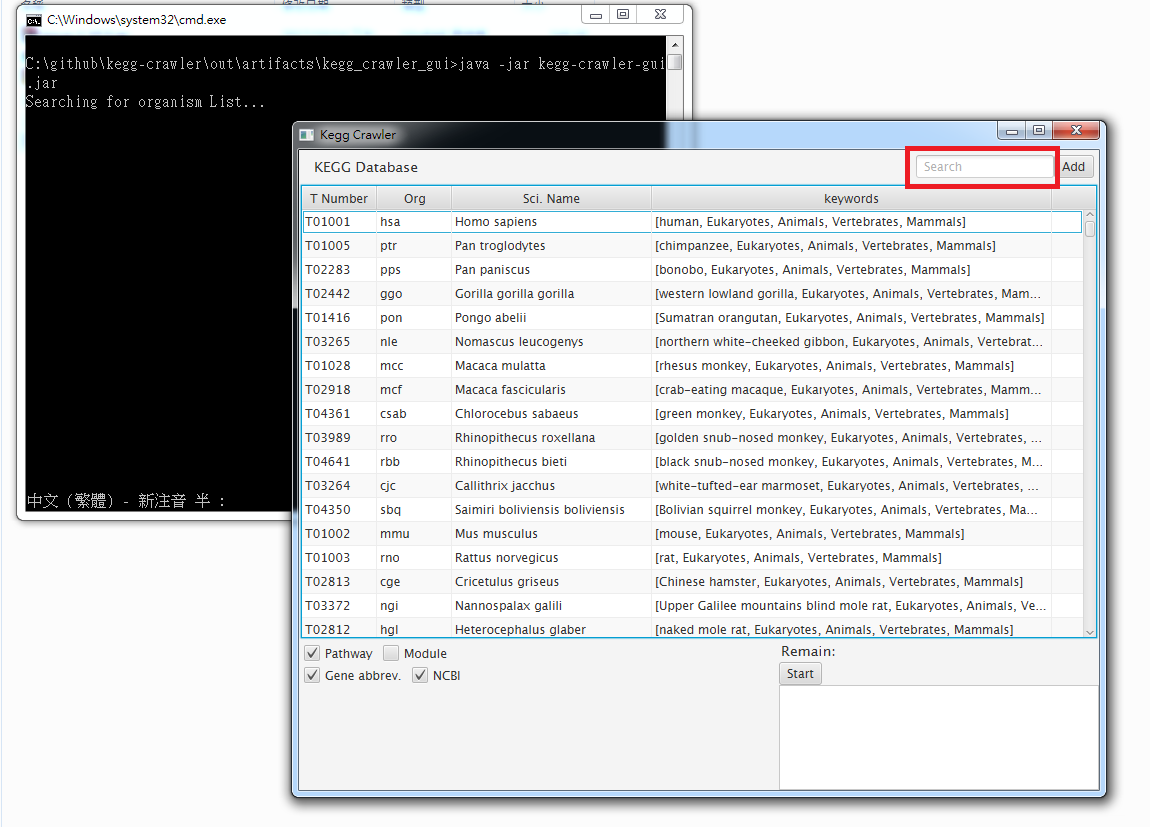 名稱 修改日期 類型 大小
C:\Windows\system32\cmd.exe
C:\github\kegg-crawler\out\artifacts\kegg_crawler_gui>java -jar kegg-crawler-gui
.jar
Searching for organism List...
中文 (繁體) - 新注音 半 :
Kegg Crawler
KEGG Database Search Add
T Number Org Sci. Name keywords
T01001 hsa Homo sapiens [human, Eukaryotes, Animals, Vertebrates, Mammals]
T01005 ptr Pan troglodytes [chimpanzee, Eukaryotes, Animals, Vertebrates, Mammals]
T02283 pps Pan paniscus [bonobo, Eukaryotes, Animals, Vertebrates, Mammals]
T02442 ggo Gorilla gorilla gorilla [western lowland gorilla, Eukaryotes, Animals, Vertebrates, Mam...
T01416 pon Pongo abelii [Sumatran orangutan, Eukaryotes, Animals, Vertebrates, Mammals]
T03265 nle Nomascus leucogenys [northern white-cheeked gibbon, Eukaryotes, Animals, Vertebrat...
T01028 mcc Macaca mulatta [rhesus monkey, Eukaryotes, Animals, Vertebrates, Mammals]
T02918 mcf Macaca fascicularis [crab-eating macaque, Eukaryotes, Animals, Vertebrates, Mamm...
T04361 csab Chlorocebus sabaeus [green monkey, Eukaryotes, Animals, Vertebrates, Mammals]
T03989 rro Rhinopithecus roxellana [golden snub-nosed monkey, Eukaryotes, Animals, Vertebrates, ...
T04641 rbb Rhinopithecus bieti [black snub-nosed monkey, Eukaryotes, Animals, Vertebrates, M...
T03264 cjc Callithrix jacchus [white-tufted-ear marmoset, Eukaryotes, Animals, Vertebrates, ...
T04350 sbq Saimiri boliviensis boliviensis [Bolivian squirrel monkey, Eukaryotes, Animals, Vertebrates, Ma...
T01002 mmu Mus musculus [mouse, Eukaryotes, Animals, Vertebrates, Mammals]
T01003 rno Rattus norvegicus [rat, Eukaryotes, Animals, Vertebrates, Mammals]
T02813 cge Cricetulus griseus [Chinese hamster, Eukaryotes, Animals, Vertebrates, Mammals]
T03372 ngi Nannospalax galili [Upper Galilee mountains blind mole rat, Eukaryotes, Animals, Ve...
T02812 hgl Heterocephalus glaber [naked mole rat, Eukaryotes, Animals, Vertebrates, Mammals]
Pathway Module
Gene abbrev. NCBI
Remain:
Start